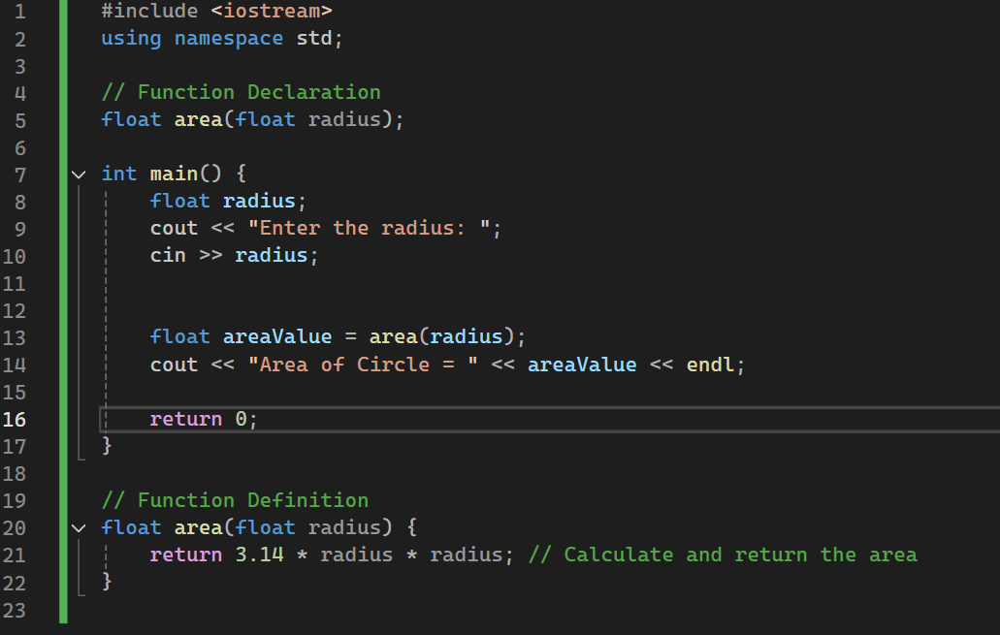 1 #include <iostream>
2 using namespace std;
3
4 // Function Declaration
5 float area(float radius);
6
7 int main() {
8     float radius;
9     cout << "Enter the radius: ";
10     cin >> radius;
11
12
13     float areaValue = area(radius);
14     cout << "Area of Circle = " << areaValue << endl;
15
16     return 0;
17 }
18
19 // Function Definition
20 float area(float radius) {
21     return 3.14 * radius * radius; // Calculate and return the area
22 }
23